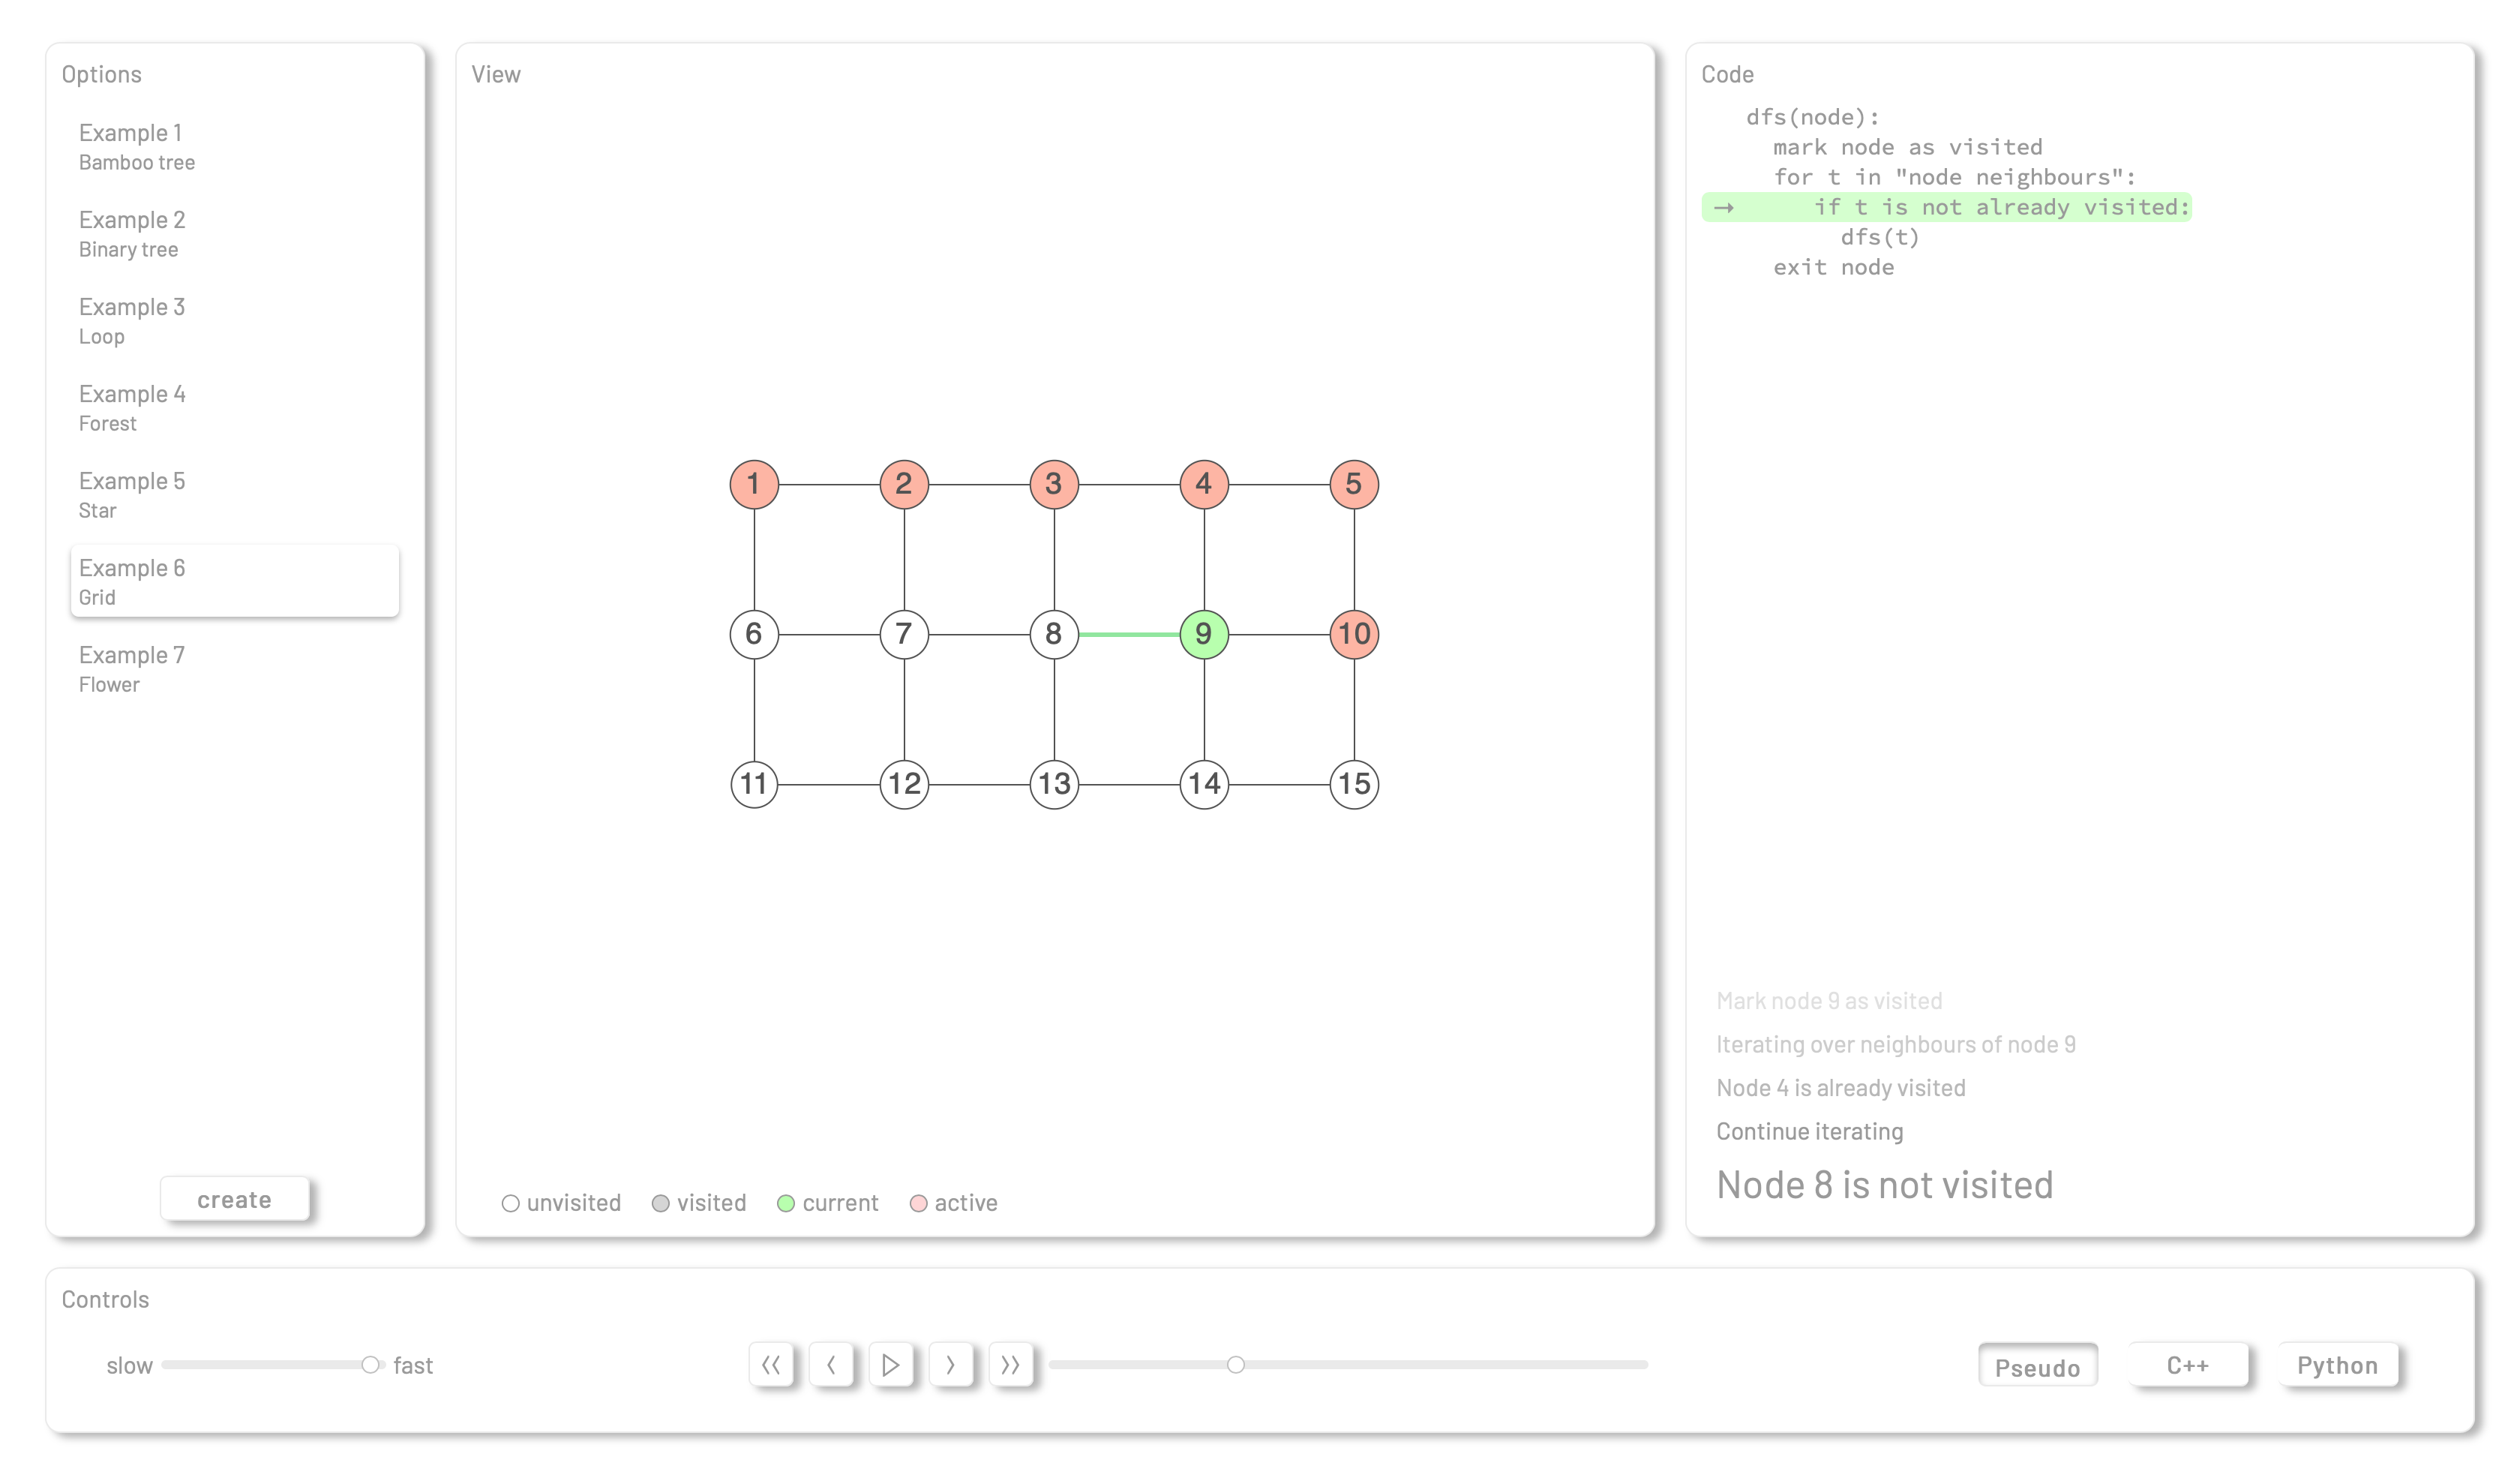 Options
Example 1
Bamboo tree
Example 2
Binary tree
Example 3
Loop
Example 4
Forest
Example 5
Star
Example 6
Grid
Example 7
Flower
create
View
1 2 3 4 5
6 7 8 9 10
11 12 13 14 15
unvisited visited current active
Code
dfs(node):
mark node as visited
for t in "node neighbours":
→ if t is not already visited:
dfs(t)
exit node
Mark node 9 as visited
Iterating over neighbours of node 9
Node 4 is already visited
Continue iterating
Node 8 is not visited
Controls
slow fast
Pseudo C++ Python